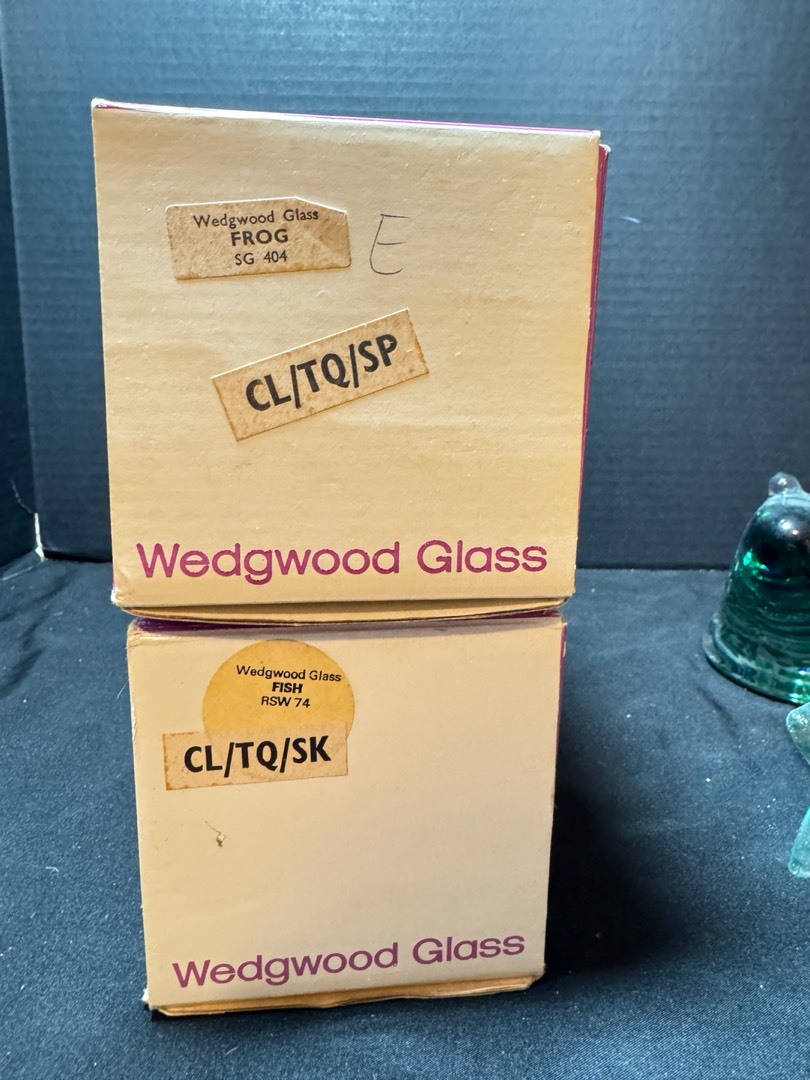 Wedgwood Glass
FROG
SG 404
E
CL/TQ/SP
Wedgwood Glass
Wedgwood Glass
FISH
RSW 74
CL/TQ/SK
Wedgwood Glass